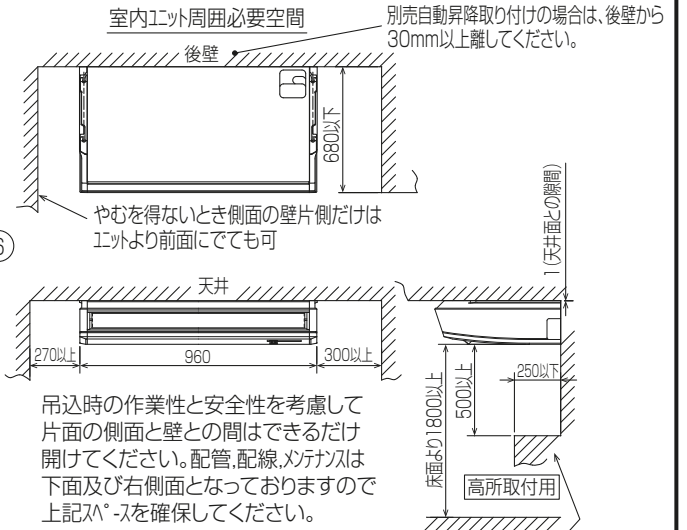 室内ﾕﾆｯﾄ周囲必要空間
別売自動昇降取り付けの場合は、後壁から
30mm以上離してください。
後壁
680以下
やむを得ないとき側面の壁片側だけは
ﾕﾆｯﾄより前面にでても可
1(天井面との隙間)
天井
270以上
960
300以上
250以下
500以上
床面より1800以上
高所取付用
吊込時の作業性と安全性を考慮して
片面の側面と壁との間はできるだけ
開けてください。配管,配線,ﾒﾝﾃﾅﾝｽは
下面及び右側面となっておりますので
上記ｽﾍﾟｰｽを確保してください。